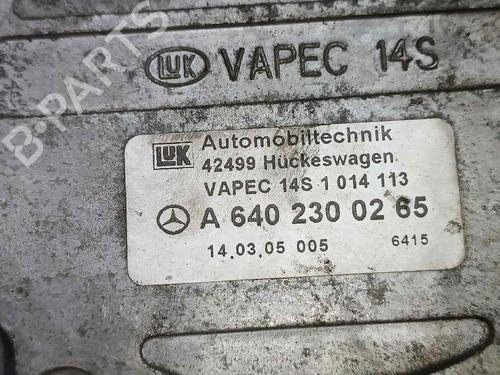 B-PARTS
LUK VAPEC 14S
LUK Automobiltechnik
42499 Hückeswagen
VAPEC 14S 1 014 113
A 640 230 02 65
14.03.05 005 6415